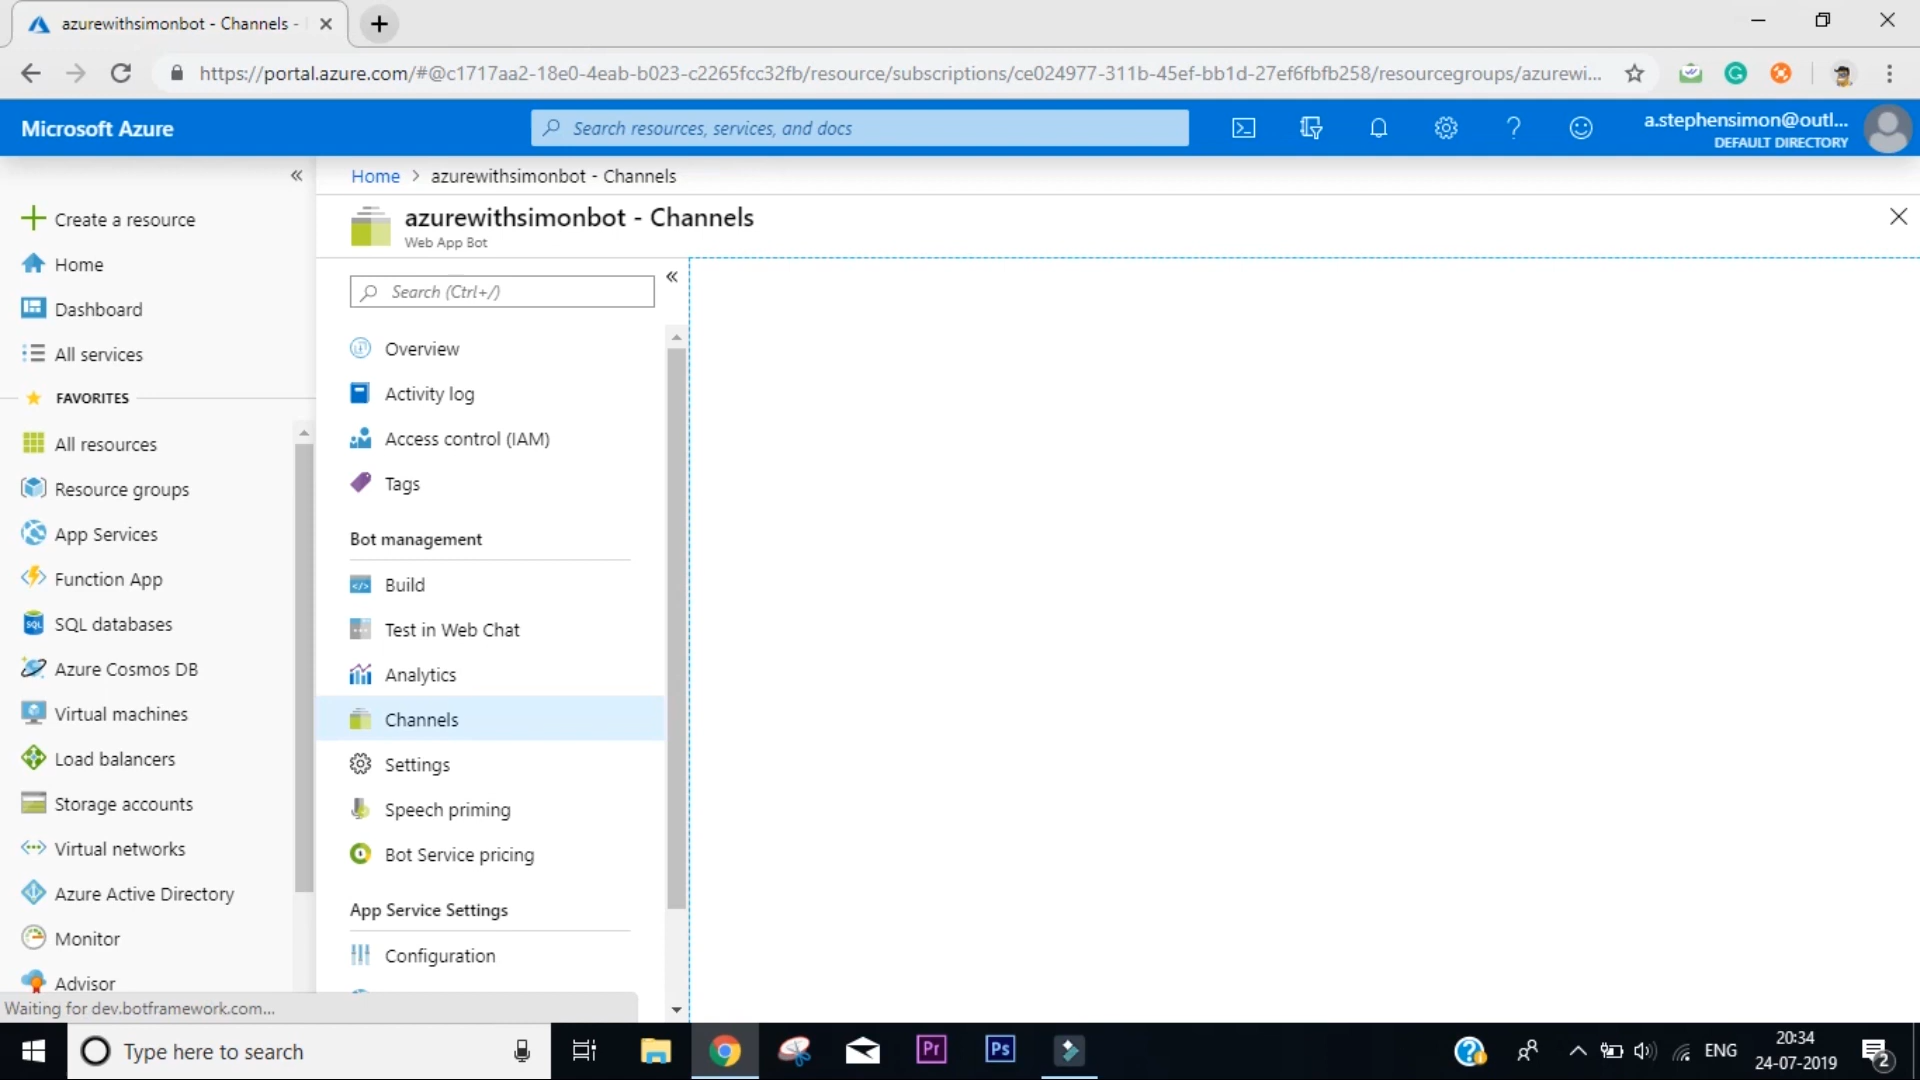 azurewithsimonbot - Channels -
https://portal.azure.com/#@c1717aa2-18e0-4eab-b023-c2265fcc32fb/resource/subscriptions/ce024977-311b-45ef-bb1d-27ef6fbfb258/resourcegroups/azurewi...
Microsoft Azure
Search resources, services, and docs
a.stephensimon@outl...
DEFAULT DIRECTORY
Home > azurewithsimonbot - Channels
azurewithsimonbot - Channels
Web App Bot
Create a resource
Home
Dashboard
All services
FAVORITES
All resources
Resource groups
App Services
Function App
SQL databases
Azure Cosmos DB
Virtual machines
Load balancers
Storage accounts
Virtual networks
Azure Active Directory
Monitor
Advisor
Search (Ctrl+/)
Overview
Activity log
Access control (IAM)
Tags
Bot management
Build
Test in Web Chat
Analytics
Channels
Settings
Speech priming
Bot Service pricing
App Service Settings
Configuration
Waiting for dev.botframework.com...
Type here to search
Pr
Ps
ENG
20:34
24-07-2019
2